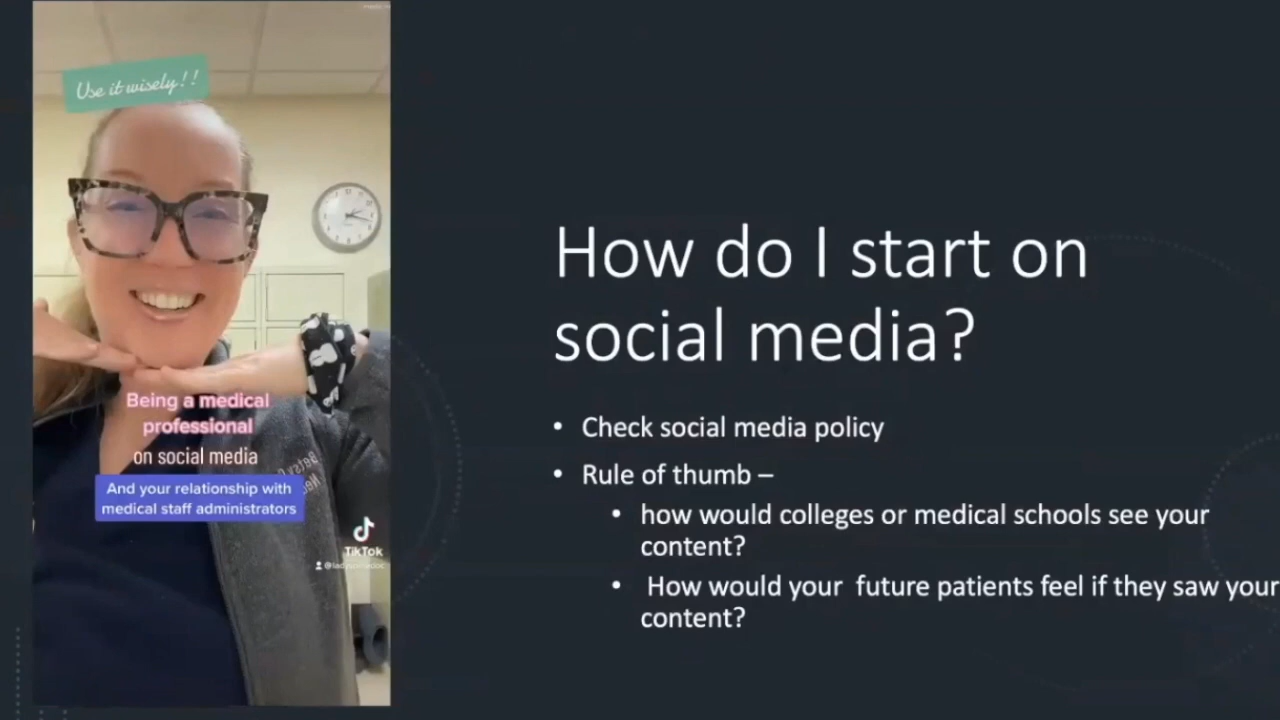 Use it wisely!!
Being a medical
professional
on social media
And your relationship with
medical staff administrators
TikTok
How do I start on
social media?
• Check social media policy
• Rule of thumb –
• how would colleges or medical schools see your
content?
• How would your future patients feel if they saw your
content?